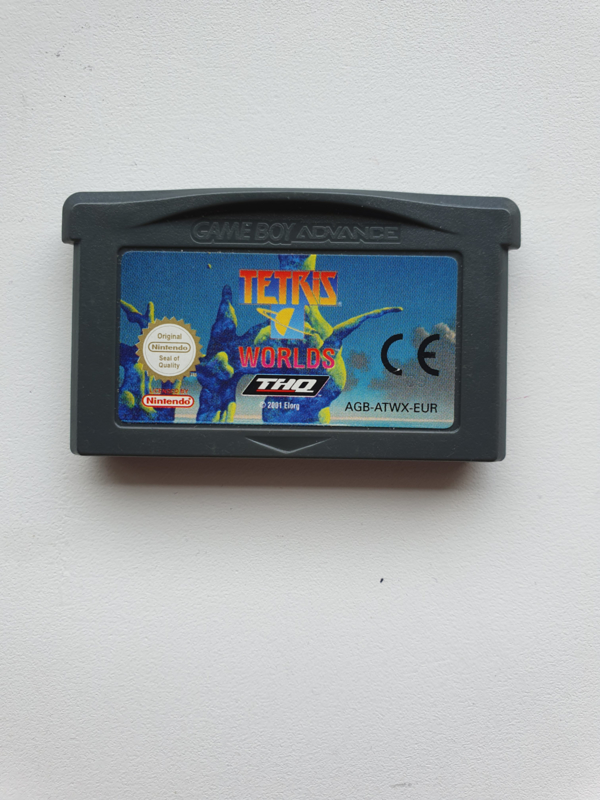 GAME BOY ADVANCE
TETRIS
WORLDS
THQ
© 2001 Elorg
Original
Nintendo
Seal of
Quality
Nintendo
CE
AGB-ATWX-EUR